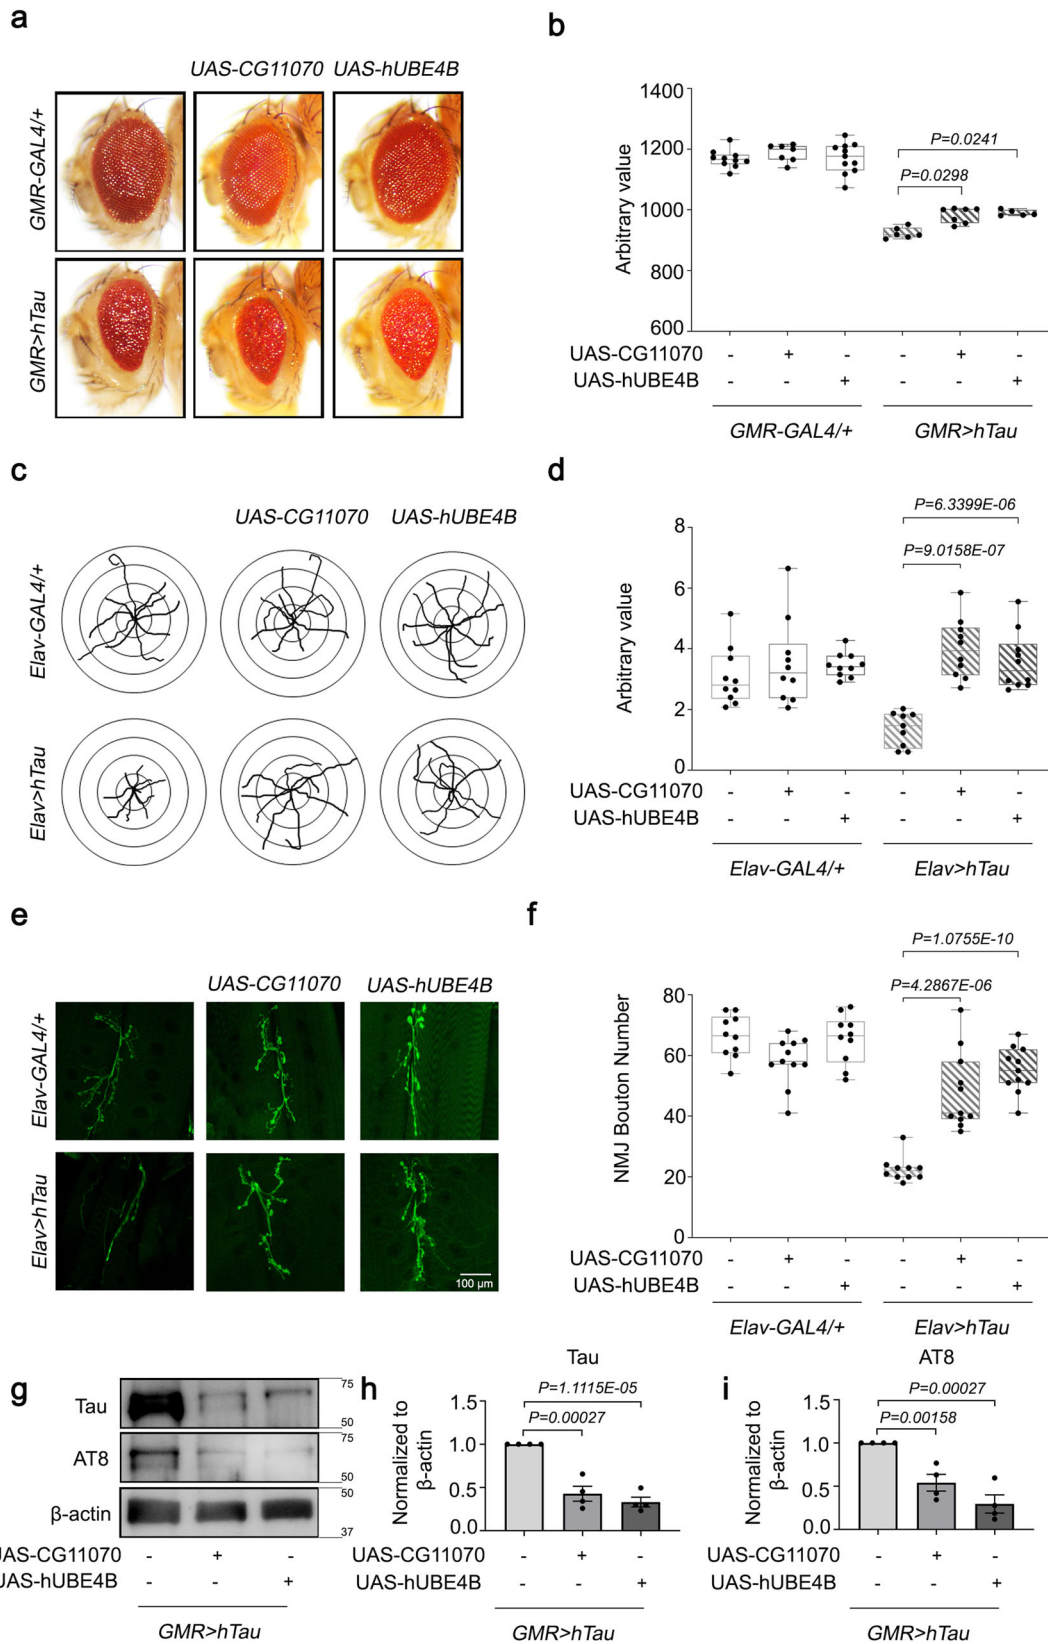 a
UAS-CG11070 UAS-hUBE4B
GMR-GAL4/+
GMR>hTau
b
1400
1200
1000
800
600
Arbitrary value
P=0.0241
P=0.0298
UAS-CG11070 - + - - + -
UAS-hUBE4B - - + - - +
GMR-GAL4/+ GMR>hTau
c
UAS-CG11070 UAS-hUBE4B
Elav-GAL4/+
Elav>hTau
d
8
6
4
2
0
Arbitrary value
P=6.3399E-06
P=9.0158E-07
UAS-CG11070 - + - - + -
UAS-hUBE4B - - + - - +
Elav-GAL4/+ Elav>hTau
e
UAS-CG11070 UAS-hUBE4B
Elav-GAL4/+
Elav>hTau
100 µm
f
80
60
40
20
0
NMJ Bouton Number
P=1.0755E-10
P=4.2867E-06
UAS-CG11070 - + - - + -
UAS-hUBE4B - - + - - +
Elav-GAL4/+ Elav>hTau
g
Tau 75
50
AT8 75
50
β-actin 50
37
UAS-CG11070 - + -
UAS-hUBE4B - - +
GMR>hTau
h
Tau
1.5
1.0
0.5
0.0
Normalized to
β-actin
P=1.1115E-05
P=0.00027
- + -
- - +
GMR>hTau
i
AT8
1.5
1.0
0.5
0.0
Normalized to
β-actin
P=0.00027
P=0.00158
UAS-CG11070 - + -
UAS-hUBE4B - - +
GMR>hTau